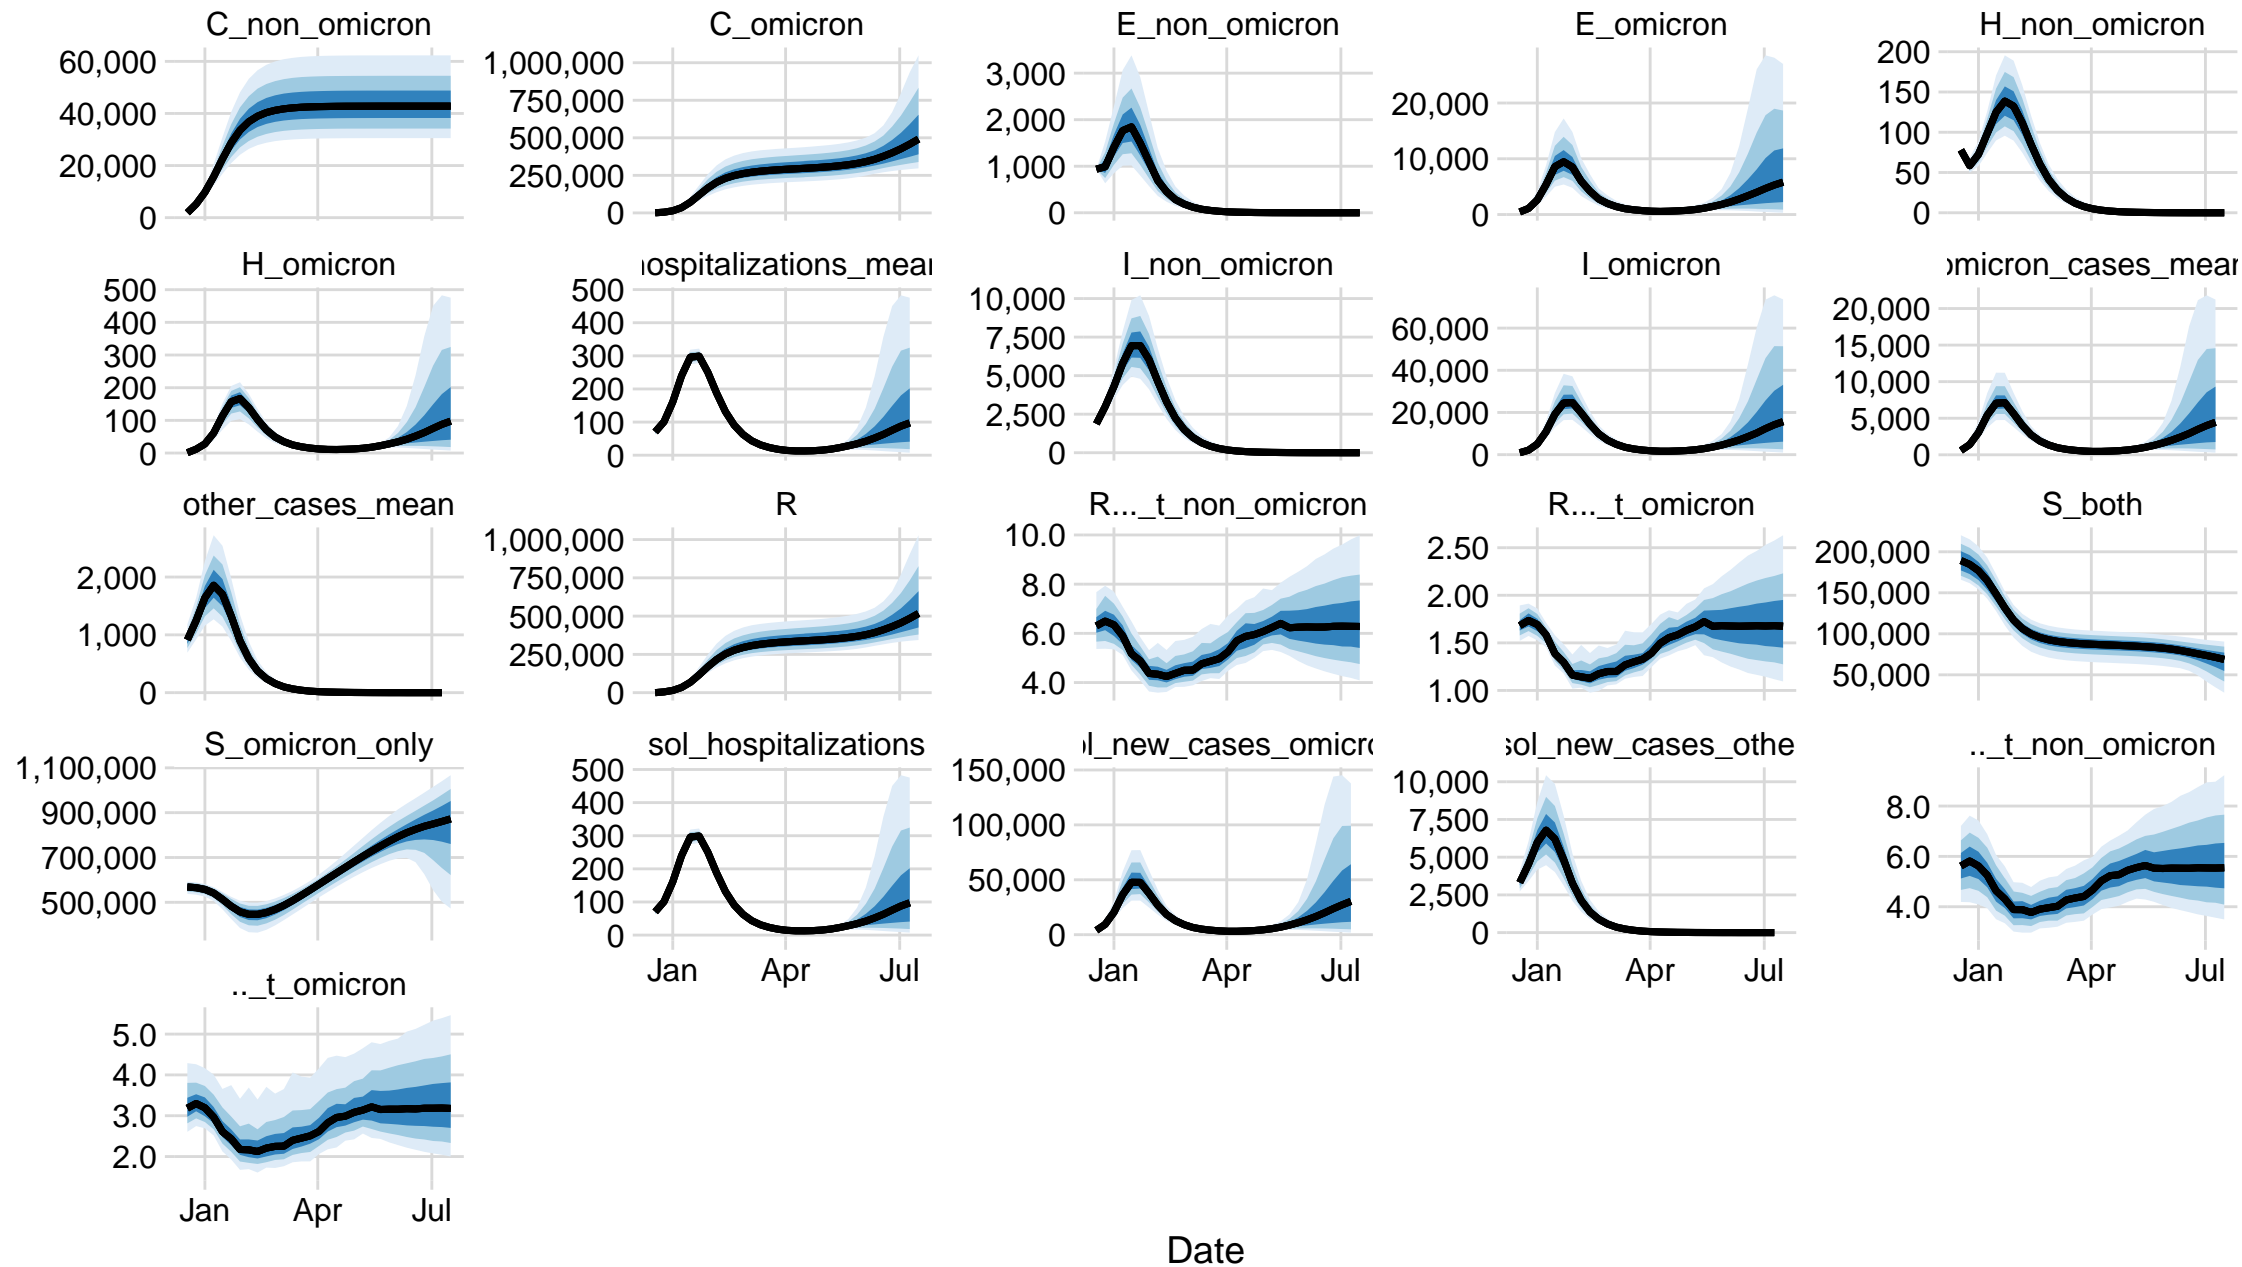 C_non_omicron C_omicron E_non_omicron E_omicron H_non_omicron
60,000 40,000 20,000 0
1,000,000 750,000 500,000 250,000 0
3,000 2,000 1,000 0
20,000 10,000 0
200 150 100 50 0
H_omicron hospitalizations_mean I_non_omicron I_omicron omicron_cases_mean
500 400 300 200 100 0
500 400 300 200 100 0
10,000 7,500 5,000 2,500 0
60,000 40,000 20,000 0
20,000 15,000 10,000 5,000 0
other_cases_mean R R..._t_non_omicron R..._t_omicron S_both
2,000 1,000 0
1,000,000 750,000 500,000 250,000 0
10.0 8.0 6.0 4.0
2.50 2.00 1.50 1.00
200,000 150,000 100,000 50,000
S_omicron_only sol_hospitalizations ol_new_cases_omicro sol_new_cases_othe .._t_non_omicron
1,100,000 900,000 700,000 500,000
500 400 300 200 100 0
150,000 100,000 50,000 0
10,000 7,500 5,000 2,500 0
8.0 6.0 4.0
Jan Apr Jul Jan Apr Jul Jan Apr Jul Jan Apr Jul
.._t_omicron
5.0 4.0 3.0 2.0
Jan Apr Jul
Date